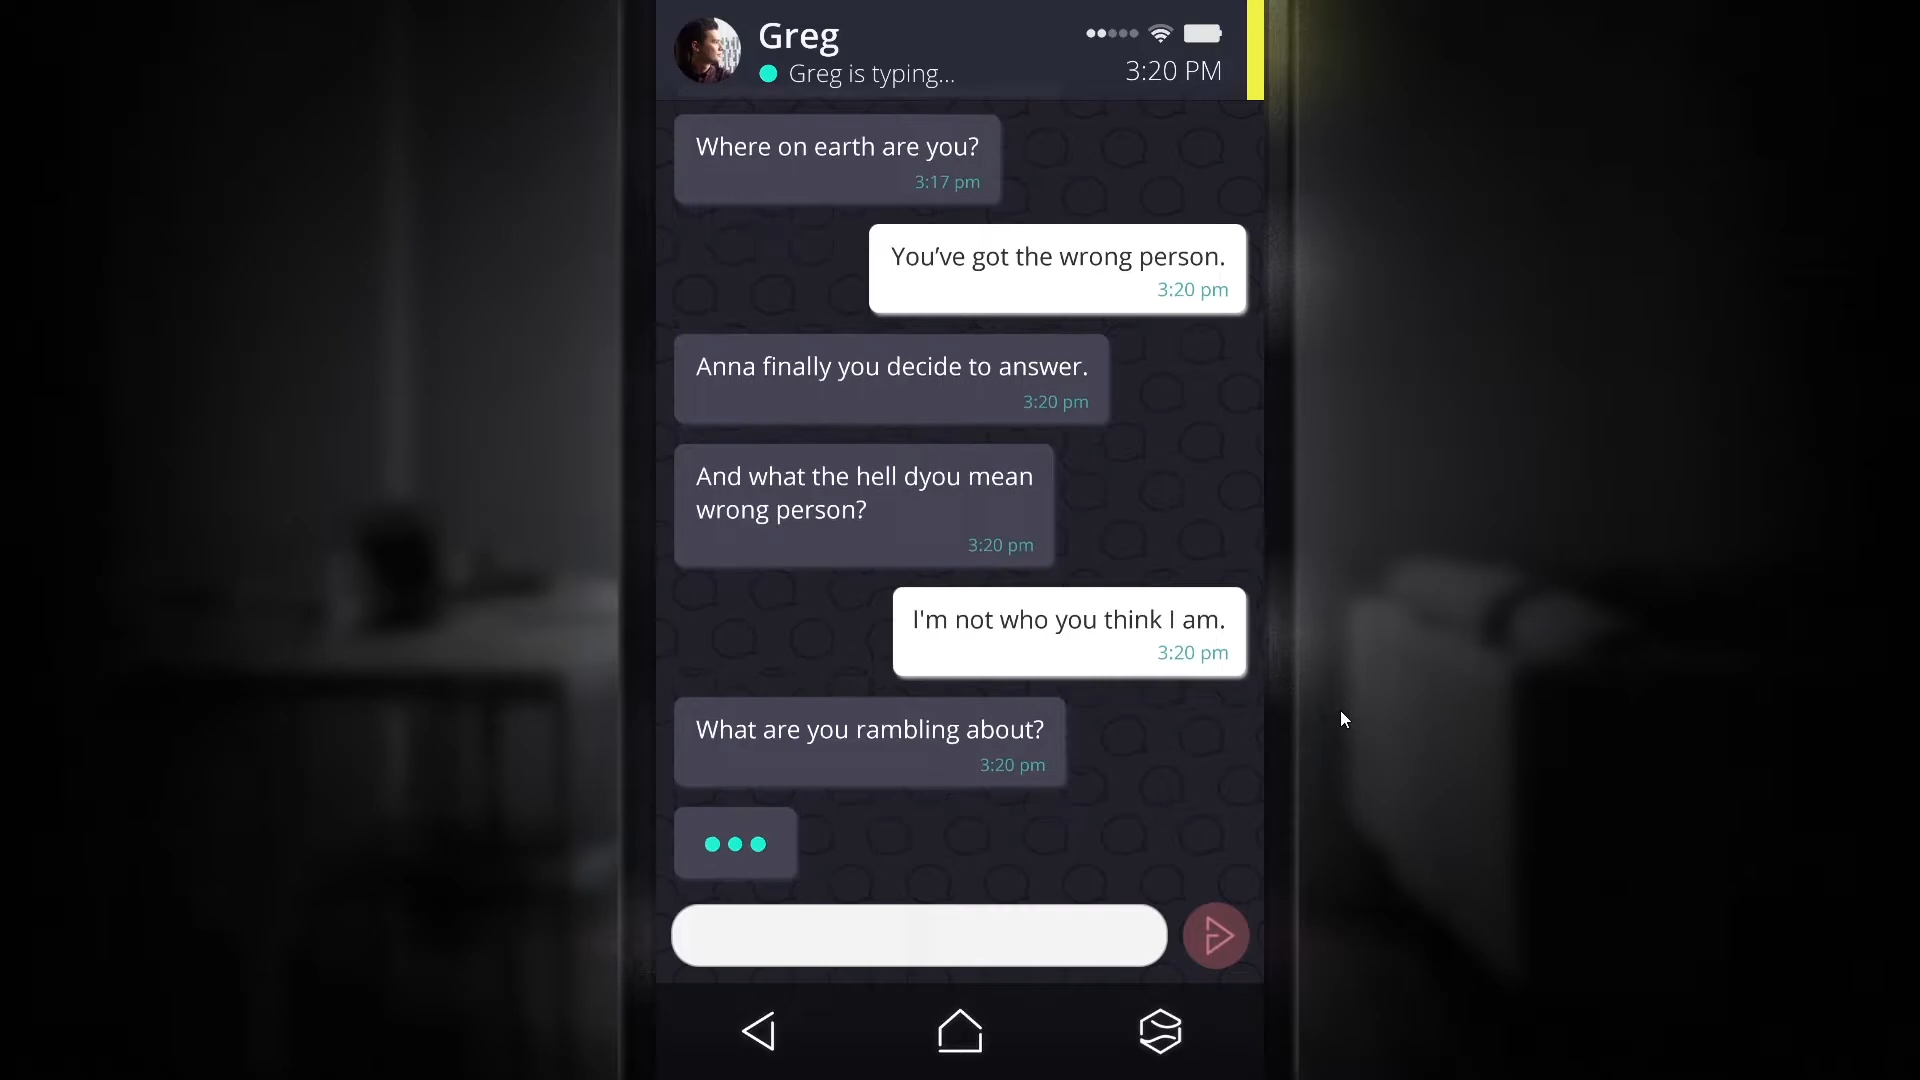 Greg
Greg is typing...
3:20 PM
Where on earth are you?
3:17 pm
You’ve got the wrong person.
3:20 pm
Anna finally you decide to answer.
3:20 pm
And what the hell dyou mean
wrong person?
3:20 pm
I'm not who you think I am.
3:20 pm
What are you rambling about?
3:20 pm